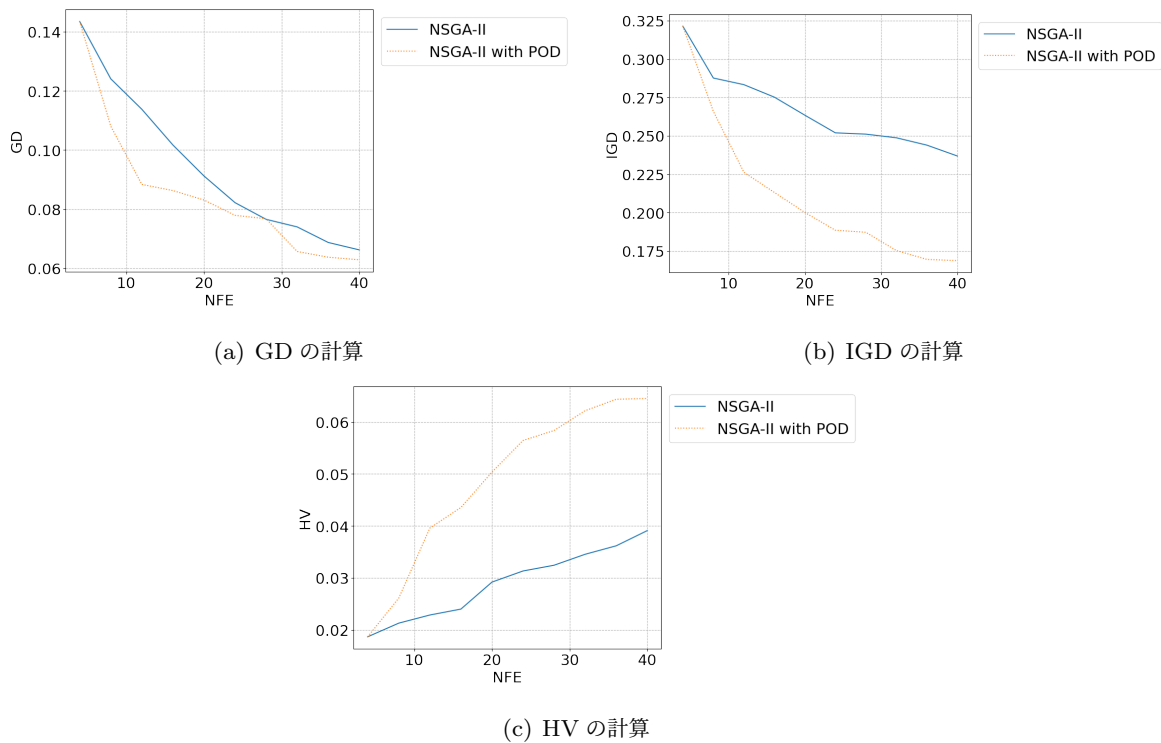 0.14
0.12
0.10
0.08
0.06
GD
10
20
30
40
NFE
NSGA-II
NSGA-II with POD
(a) GD の計算
0.325
0.300
0.275
0.250
0.225
0.200
0.175
IGD
10
20
30
40
NFE
NSGA-II
NSGA-II with POD
(b) IGD の計算
0.06
0.05
0.04
0.03
0.02
HV
10
20
30
40
NFE
NSGA-II
NSGA-II with POD
(c) HV の計算